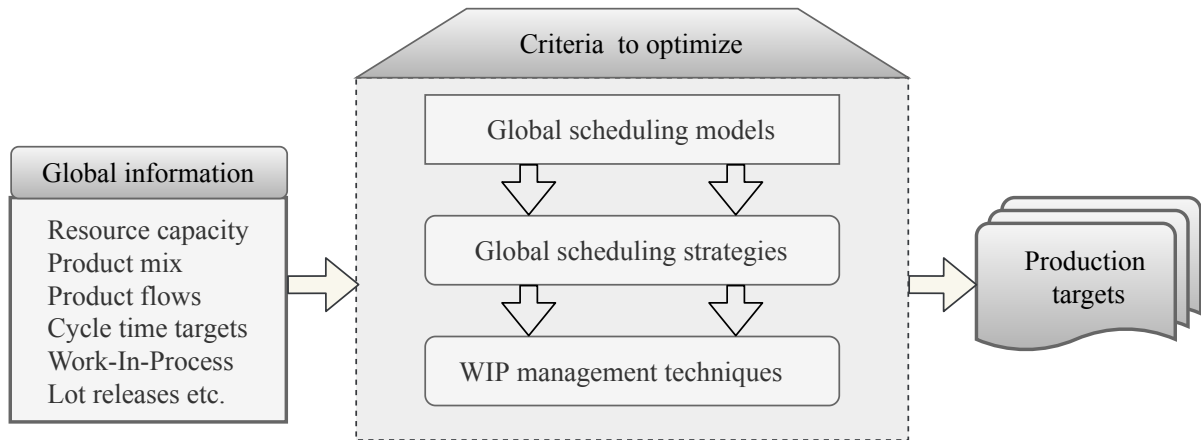 Criteria to optimize
Global scheduling models
Global scheduling strategies
WIP management techniques
Global information
Resource capacity
Product mix
Product flows
Cycle time targets
Work-In-Process
Lot releases etc.
Production
targets